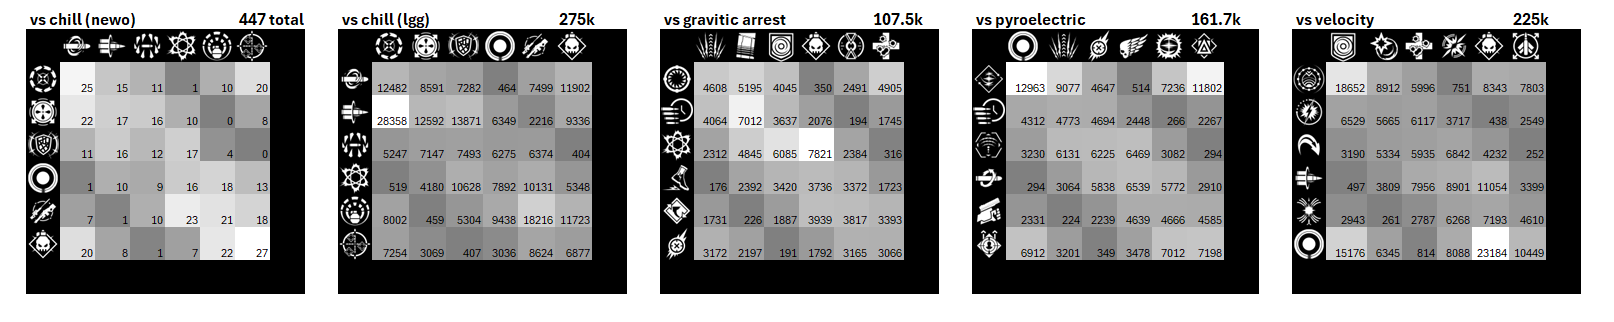 vs chill (newo) 447 total
25 15 11 1 10 20
22 17 16 10 0 8
11 16 12 17 4 0
1 10 9 16 18 13
7 1 10 23 21 18
20 8 1 7 22 27
vs chill (lgg) 275k
12482 8591 7282 464 7499 11902
28358 12592 13871 6349 2216 9336
5247 7147 7493 6275 6374 404
519 4180 10628 7892 10131 5348
8002 459 5304 9438 18216 11723
7254 3069 407 3036 8624 6877
vs gravitic arrest 107.5k
4608 5195 4045 350 2491 4905
4064 7012 3637 2076 194 1745
2312 4845 6085 7821 2384 316
176 2392 3420 3736 3372 1723
1731 226 1887 3939 3817 3393
3172 2197 191 1792 3165 3066
vs pyroelectric 161.7k
12963 9077 4647 514 7236 11802
4312 4773 4694 2448 266 2267
3230 6131 6225 6469 3082 294
294 3064 5838 6539 5772 2910
2331 224 2239 4639 4666 4585
6912 3201 349 3478 7012 7198
vs velocity 225k
18652 8912 5996 751 8343 7803
6529 5665 6117 3717 438 2549
3190 5334 5935 6842 4232 252
497 3809 7956 8901 11054 3399
2943 261 2787 6268 7193 4610
15176 6345 814 8088 23184 10449